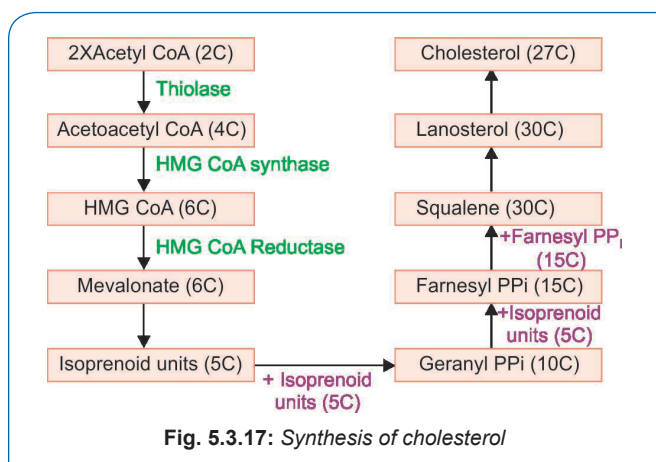 2XAcetyl CoA (2C)
Thiolase
Acetoacetyl CoA (4C)
HMG CoA synthase
HMG CoA (6C)
HMG CoA Reductase
Mevalonate (6C)
Isoprenoid units (5C)
+ Isoprenoid
units (5C)
Geranyl PPi (10C)
+Isoprenoid
units (5C)
Farnesyl PPi (15C)
+Farnesyl PPI
(15C)
Squalene (30C)
Lanosterol (30C)
Cholesterol (27C)
Fig. 5.3.17: Synthesis of cholesterol